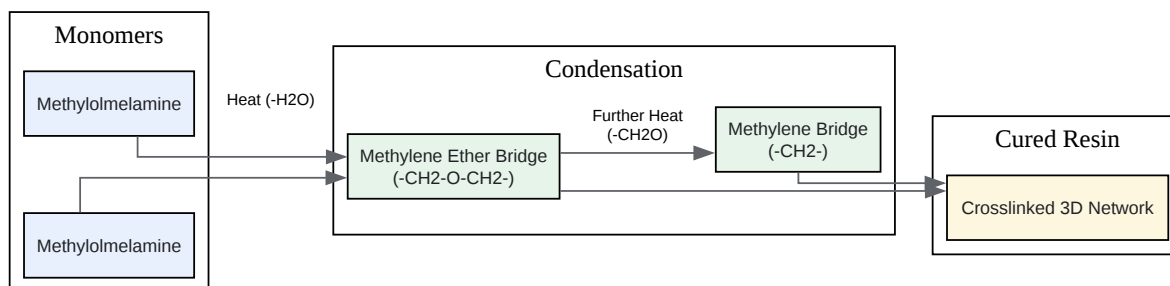 Monomers
Methylolmelamine
Methylolmelamine
Heat (-H2O)
Condensation
Methylene Ether Bridge
(-CH2-O-CH2-)
Further Heat
(-CH2O)
Methylene Bridge
(-CH2-)
Cured Resin
Crosslinked 3D Network